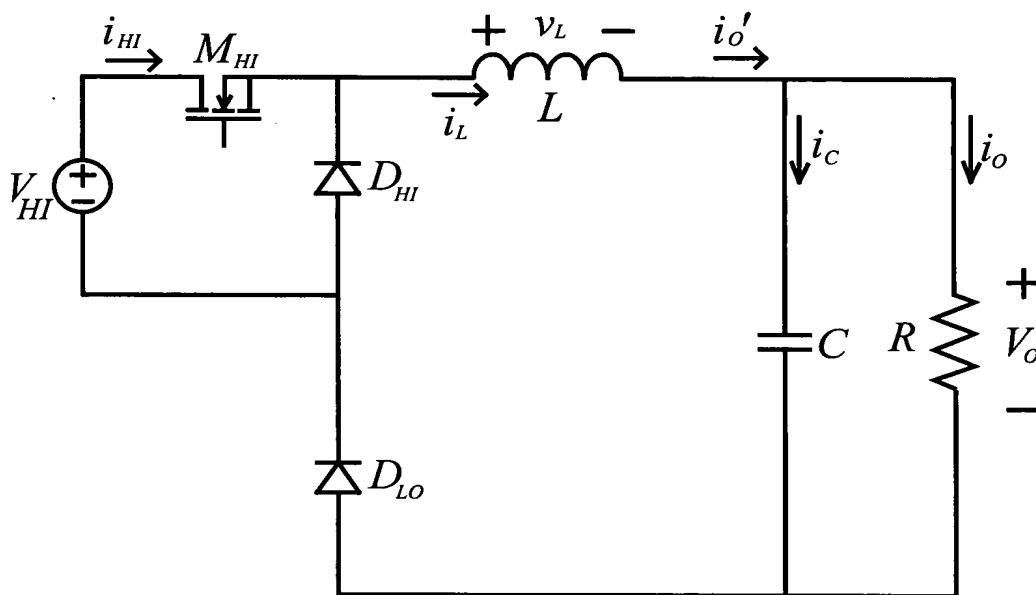 i_HI
M_HI
+ v_L −
i_o'
i_L
L
V_HI
+
−
D_HI
i_C
i_O
C
R
+
V_O
−
D_LO